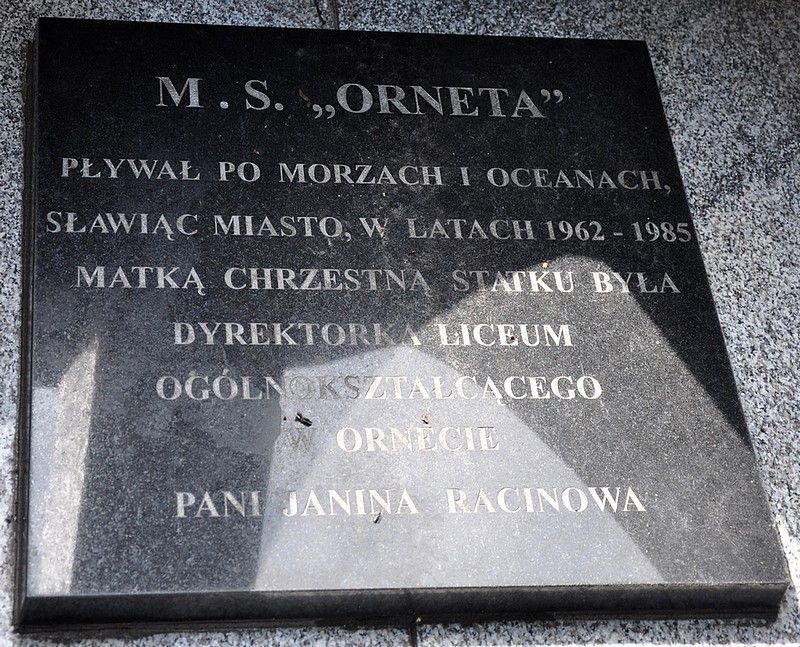 M . S. „ORNETA”
PŁYWAŁ PO MORZACH I OCEANACH,
SŁAWIĄC MIASTO, W LATACH 1962 - 1985
MATKĄ CHRZESTNĄ STATKU BYŁA
DYREKTORKA LICEUM
OGÓLNOKSZTAŁCĄCEGO
W ORNECIE
PANI JANINA RACINOWA